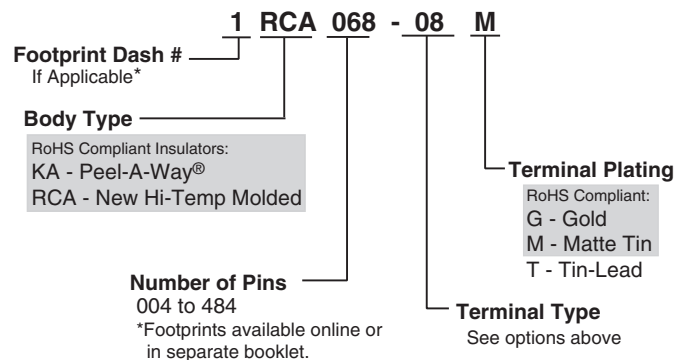 1 RCA 068 - 08 M
Footprint Dash #
If Applicable*
Body Type
RoHS Compliant Insulators:
KA - Peel-A-Way®
RCA - New Hi-Temp Molded
Terminal Plating
RoHS Compliant:
G - Gold
M - Matte Tin
T - Tin-Lead
Number of Pins
004 to 484
*Footprints available online or
in separate booklet.
Terminal Type
See options above